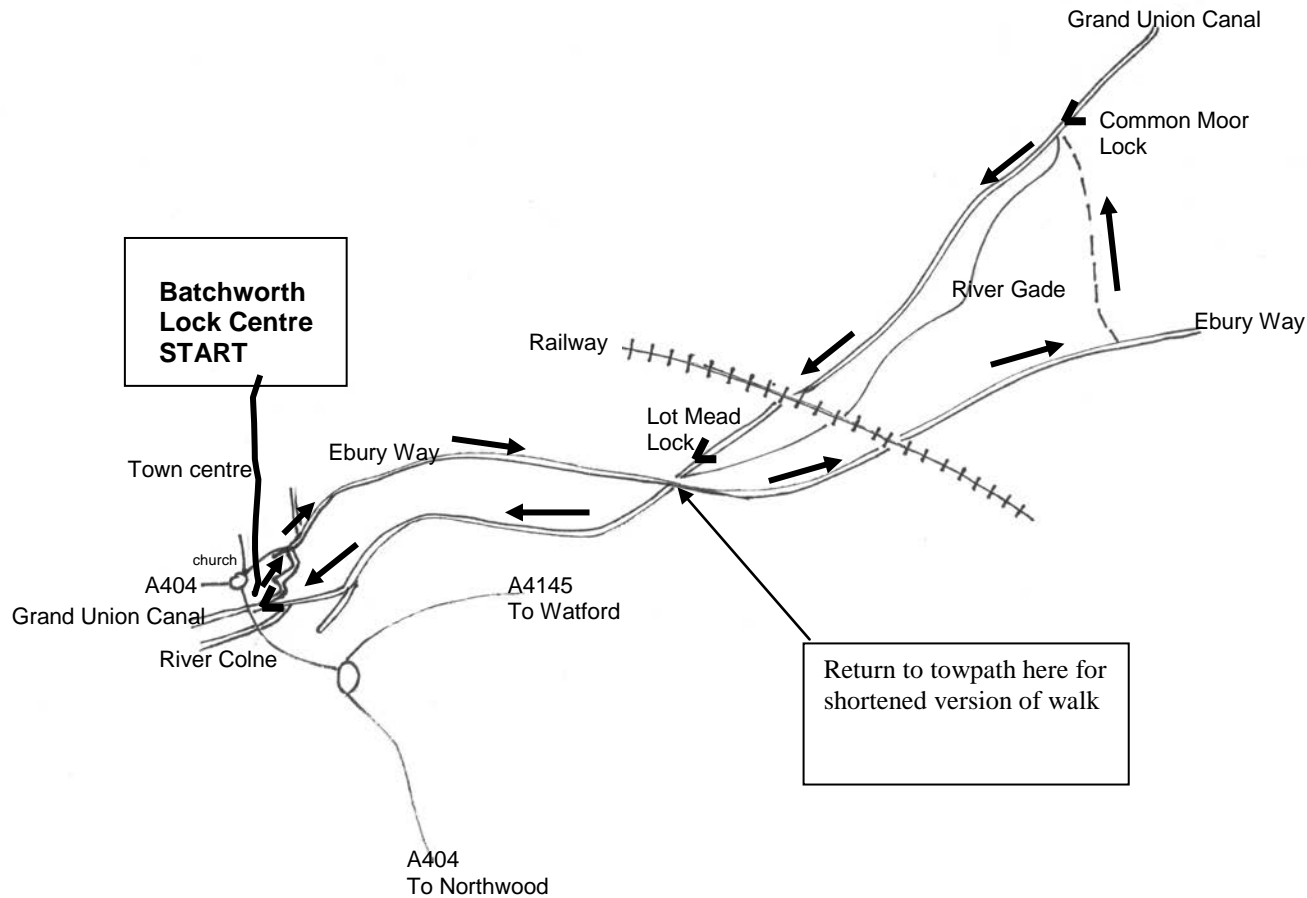 Grand Union Canal
Common Moor
Lock
Batchworth
Lock Centre
START
River Gade
Ebury Way
Railway
Lot Mead
Lock
Ebury Way
Town centre
church
A404
A4145
To Watford
Grand Union Canal
River Colne
Return to towpath here for
shortened version of walk
A404
To Northwood